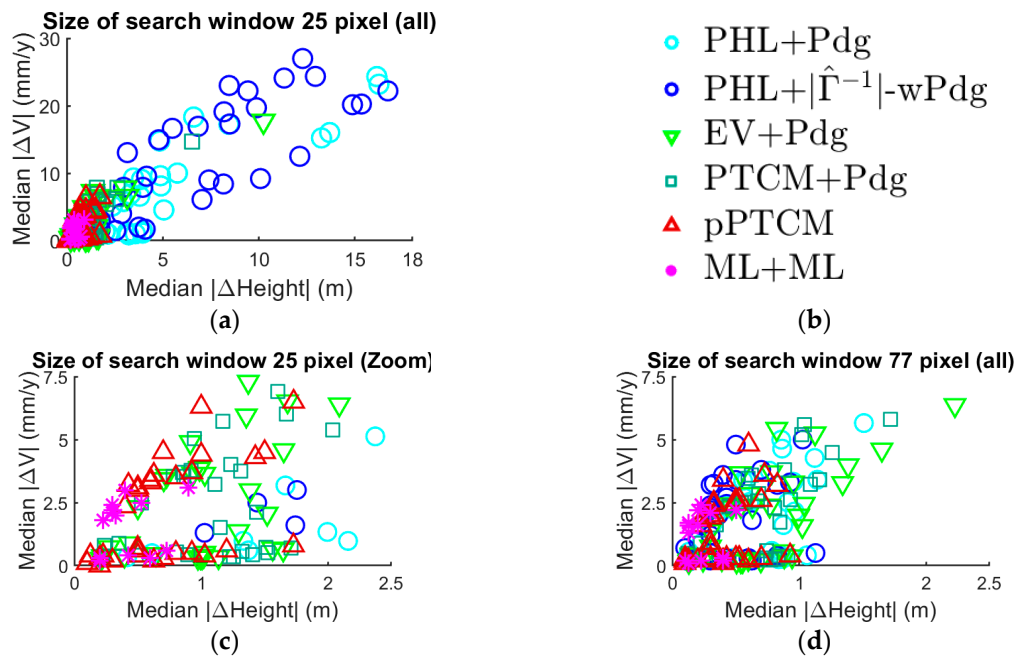 Size of search window 25 pixel (all)
30
20
10
5
0
Median |ΔV| (mm/y)
0
3
5
10
15
18
Median |ΔHeight| (m)
(a)
PHL+Pdg
PHL+|Γ̂⁻¹|-wPdg
EV+Pdg
PTCM+Pdg
pPTCM
ML+ML
(b)
Size of search window 25 pixel (Zoom)
7.5
5
2.5
0
Median |ΔV| (mm/y)
0
1
2
2.5
Median |ΔHeight| (m)
(c)
Size of search window 77 pixel (all)
7.5
5
2.5
0
Median |ΔV| (mm/y)
0
1
2
2.5
Median |ΔHeight| (m)
(d)